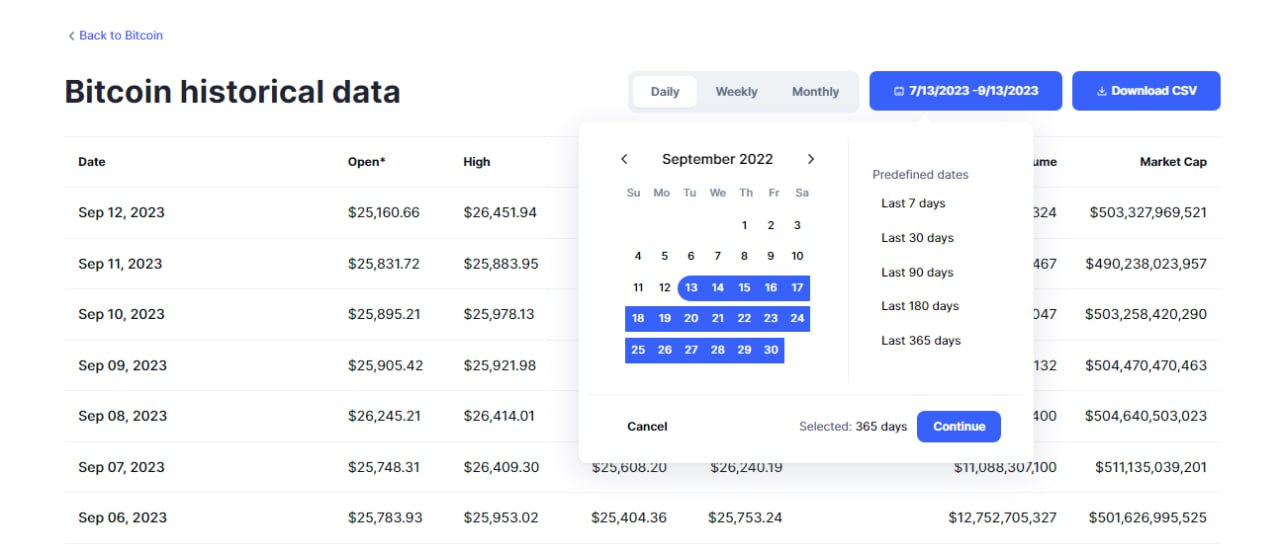 Back to Bitcoin
Bitcoin historical data
Daily Weekly Monthly 7/13/2023 -9/13/2023 Download CSV
Date Open* High Market Cap
Sep 12, 2023 $25,160.66 $26,451.94 $503,327,969,521
Sep 11, 2023 $25,831.72 $25,883.95 $490,238,023,957
Sep 10, 2023 $25,895.21 $25,978.13 $503,258,420,290
Sep 09, 2023 $25,905.42 $25,921.98 $504,470,470,463
Sep 08, 2023 $26,245.21 $26,414.01 $504,640,503,023
Sep 07, 2023 $25,748.31 $26,409.30 $25,608.20 $26,240.19 $11,088,307,100 $511,135,039,201
Sep 06, 2023 $25,783.93 $25,953.02 $25,404.36 $25,753.24 $12,752,705,327 $501,626,995,525
September 2022
Su Mo Tu We Th Fr Sa
1 2 3
4 5 6 7 8 9 10
11 12 13 14 15 16 17
18 19 20 21 22 23 24
25 26 27 28 29 30
Predefined dates
Last 7 days
Last 30 days
Last 90 days
Last 180 days
Last 365 days
Cancel Selected: 365 days Continue